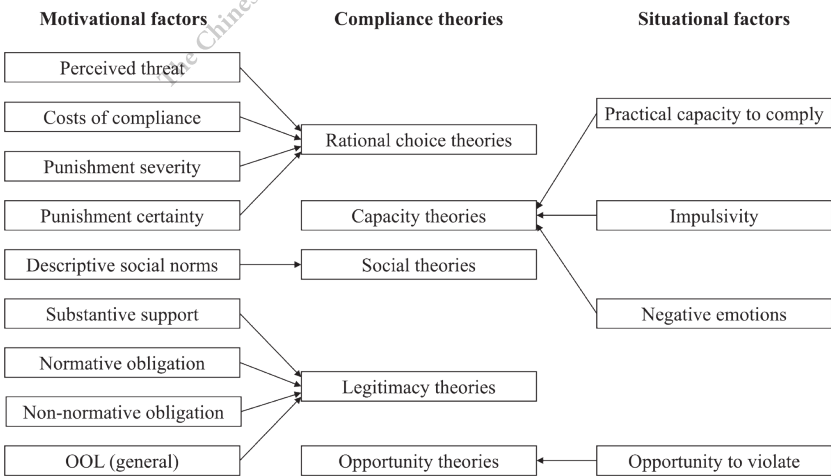 Motivational factors
Compliance theories
Situational factors
The Chines
Perceived threat
Costs of compliance
Punishment severity
Punishment certainty
Descriptive social norms
Substantive support
Normative obligation
Non-normative obligation
OOL (general)
Rational choice theories
Capacity theories
Social theories
Legitimacy theories
Opportunity theories
Practical capacity to comply
Impulsivity
Negative emotions
Opportunity to violate